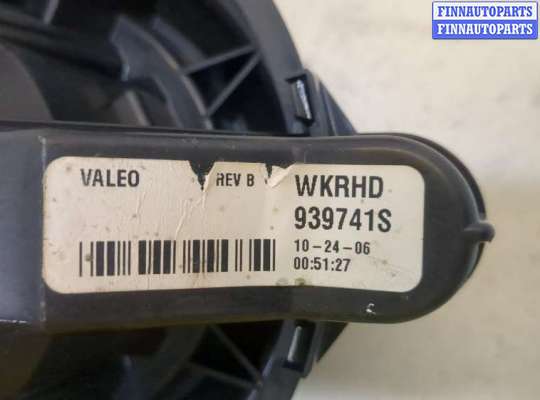 FINNAUTOPARTS
FINNAUTOPARTS
VALEO REV B WKRHD
939741S
10-24-06
00:51:27